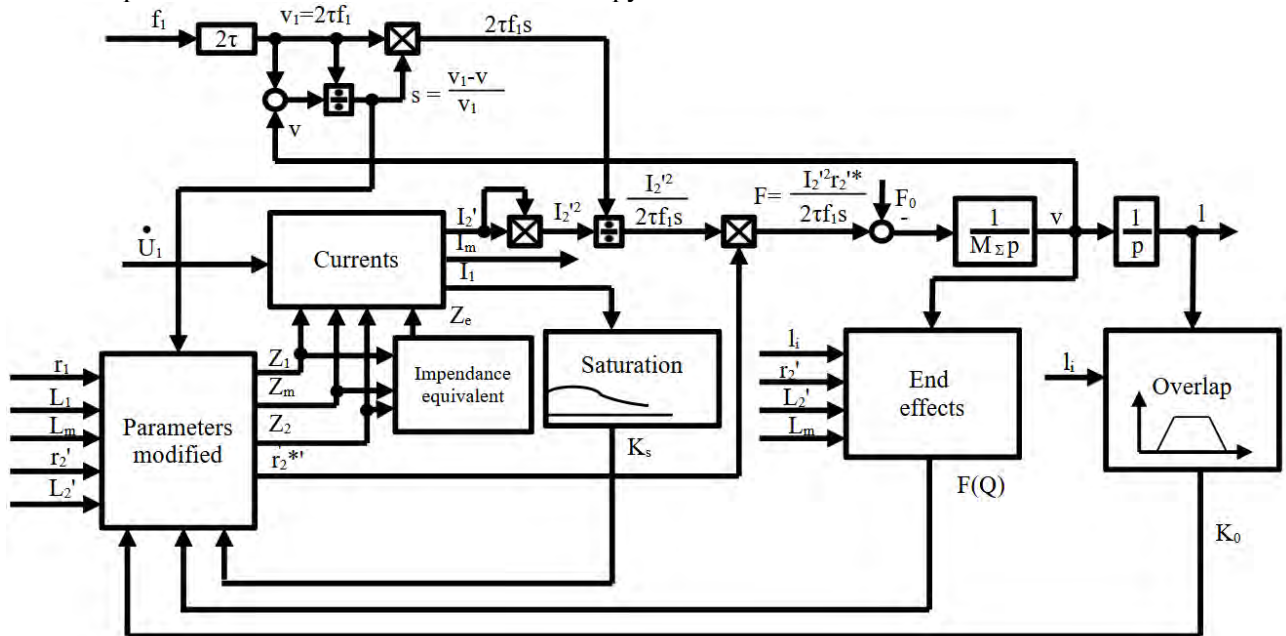 f₁
2τ
v₁=2τf₁
2τf₁s
s = (v₁-v)/v₁
v
÷
U̇₁
Currents
I₂'
Iₘ
I₁
I₂'²
÷
I₂'²/2τf₁s
F= I₂'²r₂'*/2τf₁s
F₀
-
1/M_Σ p
v
1/p
l
Zₑ
r₁
L₁
Lₘ
r₂'
L₂'
Parameters
modified
Z₁
Zₘ
Z₂
r₂*'
Impendance
equivalent
Saturation
Kₛ
lᵢ
r₂'
L₂'
Lₘ
End
effects
F(Q)
lᵢ
Overlap
K₀